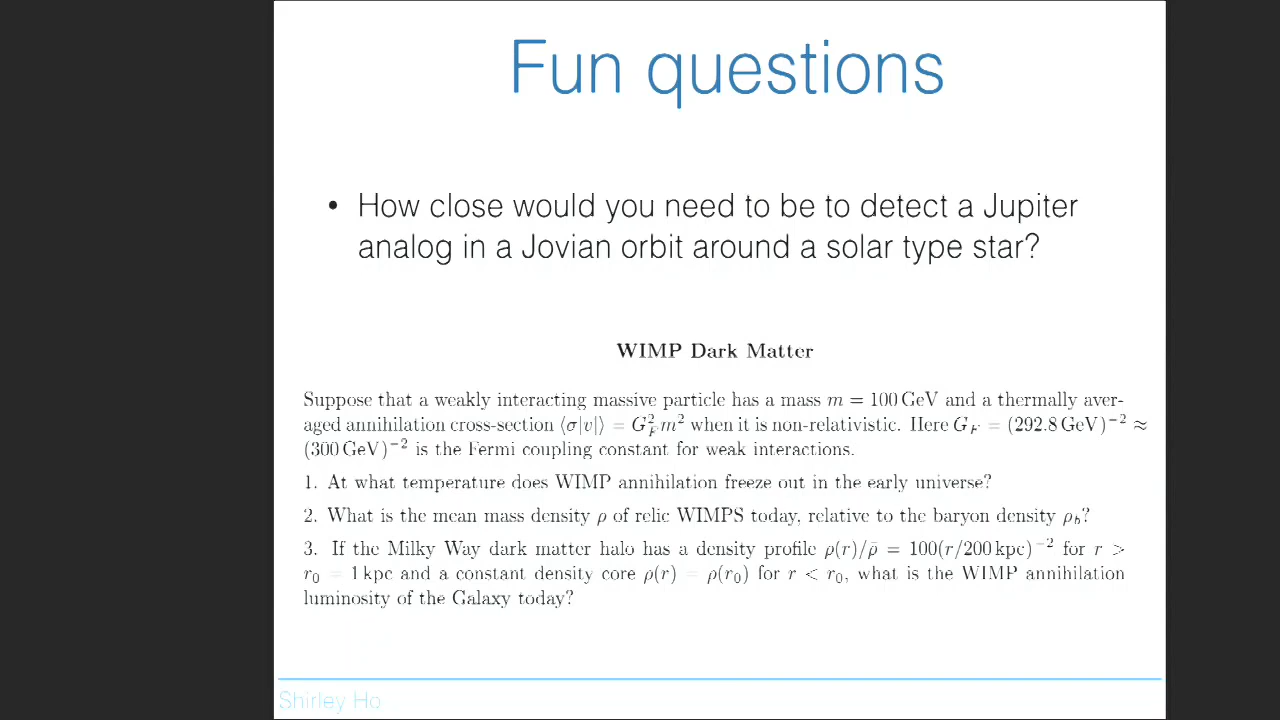 Fun questions
• How close would you need to be to detect a Jupiter
analog in a Jovian orbit around a solar type star?
WIMP Dark Matter
Suppose that a weakly interacting massive particle has a mass m = 100 GeV and a thermally aver-
aged annihilation cross-section ⟨σ|v|⟩ = G_F^2 m^2 when it is non-relativistic. Here G_F = (292.8 GeV)^−2 ≈
(300 GeV)^−2 is the Fermi coupling constant for weak interactions.
1. At what temperature does WIMP annihilation freeze out in the early universe?
2. What is the mean mass density ρ of relic WIMPS today, relative to the baryon density ρ_b?
3. If the Milky Way dark matter halo has a density profile ρ(r)/ρ̄ = 100(r/200 kpc)^−2 for r >
r_0 = 1 kpc and a constant density core ρ(r) = ρ(r_0) for r < r_0, what is the WIMP annihilation
luminosity of the Galaxy today?
Shirley Ho